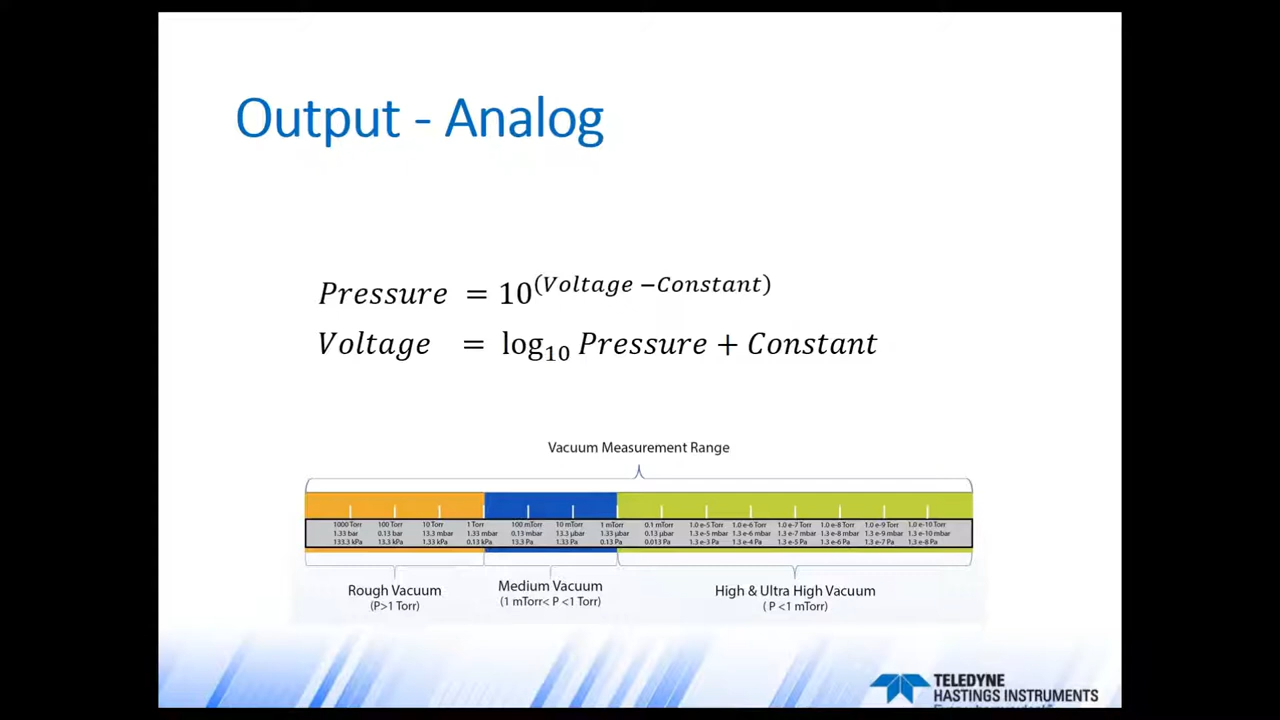 Output - Analog
Pressure = 10^(Voltage −Constant)
Voltage = log₁₀ Pressure + Constant
Vacuum Measurement Range
1000 Torr 100 Torr 10 Torr 1 Torr 100 mTorr 10 mTorr 1 mTorr 0.1 mTorr 1.0 e-5 Torr 1.0 e-6 Torr 1.0 e-7 Torr 1.0 e-8 Torr 1.0 e-9 Torr 1.0 e-10 Torr
1.33 bar 0.13 bar 13.3 mbar 1.33 mbar 0.13 mbar 13.3 μbar 1.33 μbar 0.13 μbar 1.3 e-5 mbar 1.3 e-6 mbar 1.3 e-7 mbar 1.3 e-8 mbar 1.3 e-9 mbar 1.3 e-10 mbar
133.3 kPa 13.3 kPa 1.33 kPa 0.13 kPa 13.3 Pa 1.33 Pa 0.13 Pa 0.013 Pa 1.3 e-3 Pa 1.3 e-4 Pa 1.3 e-5 Pa 1.3 e-6 Pa 1.3 e-7 Pa 1.3 e-8 Pa
Rough Vacuum
(P>1 Torr)
Medium Vacuum
(1 mTorr< P <1 Torr)
High & Ultra High Vacuum
( P <1 mTorr)
TELEDYNE
HASTINGS INSTRUMENTS